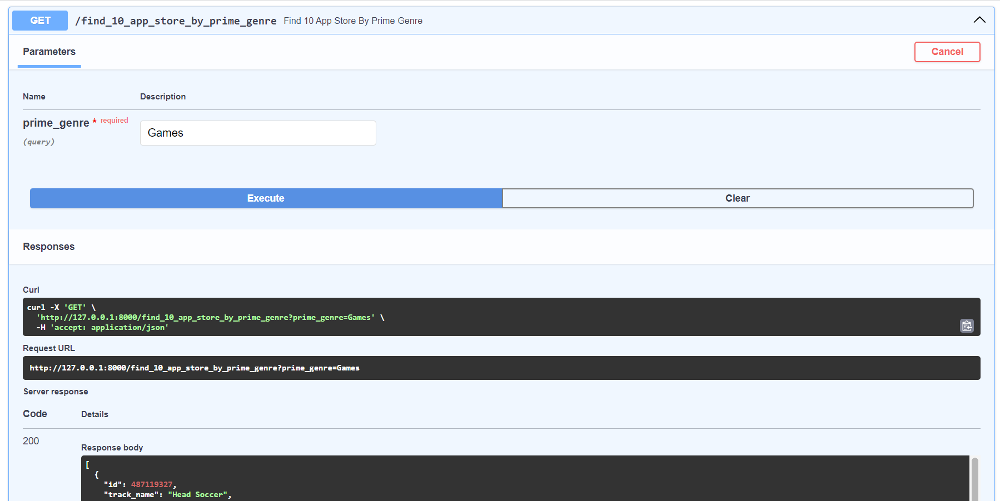 GET /find_10_app_store_by_prime_genre Find 10 App Store By Prime Genre
Parameters
Cancel
Name Description
prime_genre * required
(query)
Games
Execute
Clear
Responses
Curl
curl -X 'GET' \
  'http://127.0.0.1:8000/find_10_app_store_by_prime_genre?prime_genre=Games' \
  -H 'accept: application/json'
Request URL
http://127.0.0.1:8000/find_10_app_store_by_prime_genre?prime_genre=Games
Server response
Code Details
200
Response body
[
  {
    "id": 487119327,
    "track_name": "Head Soccer",